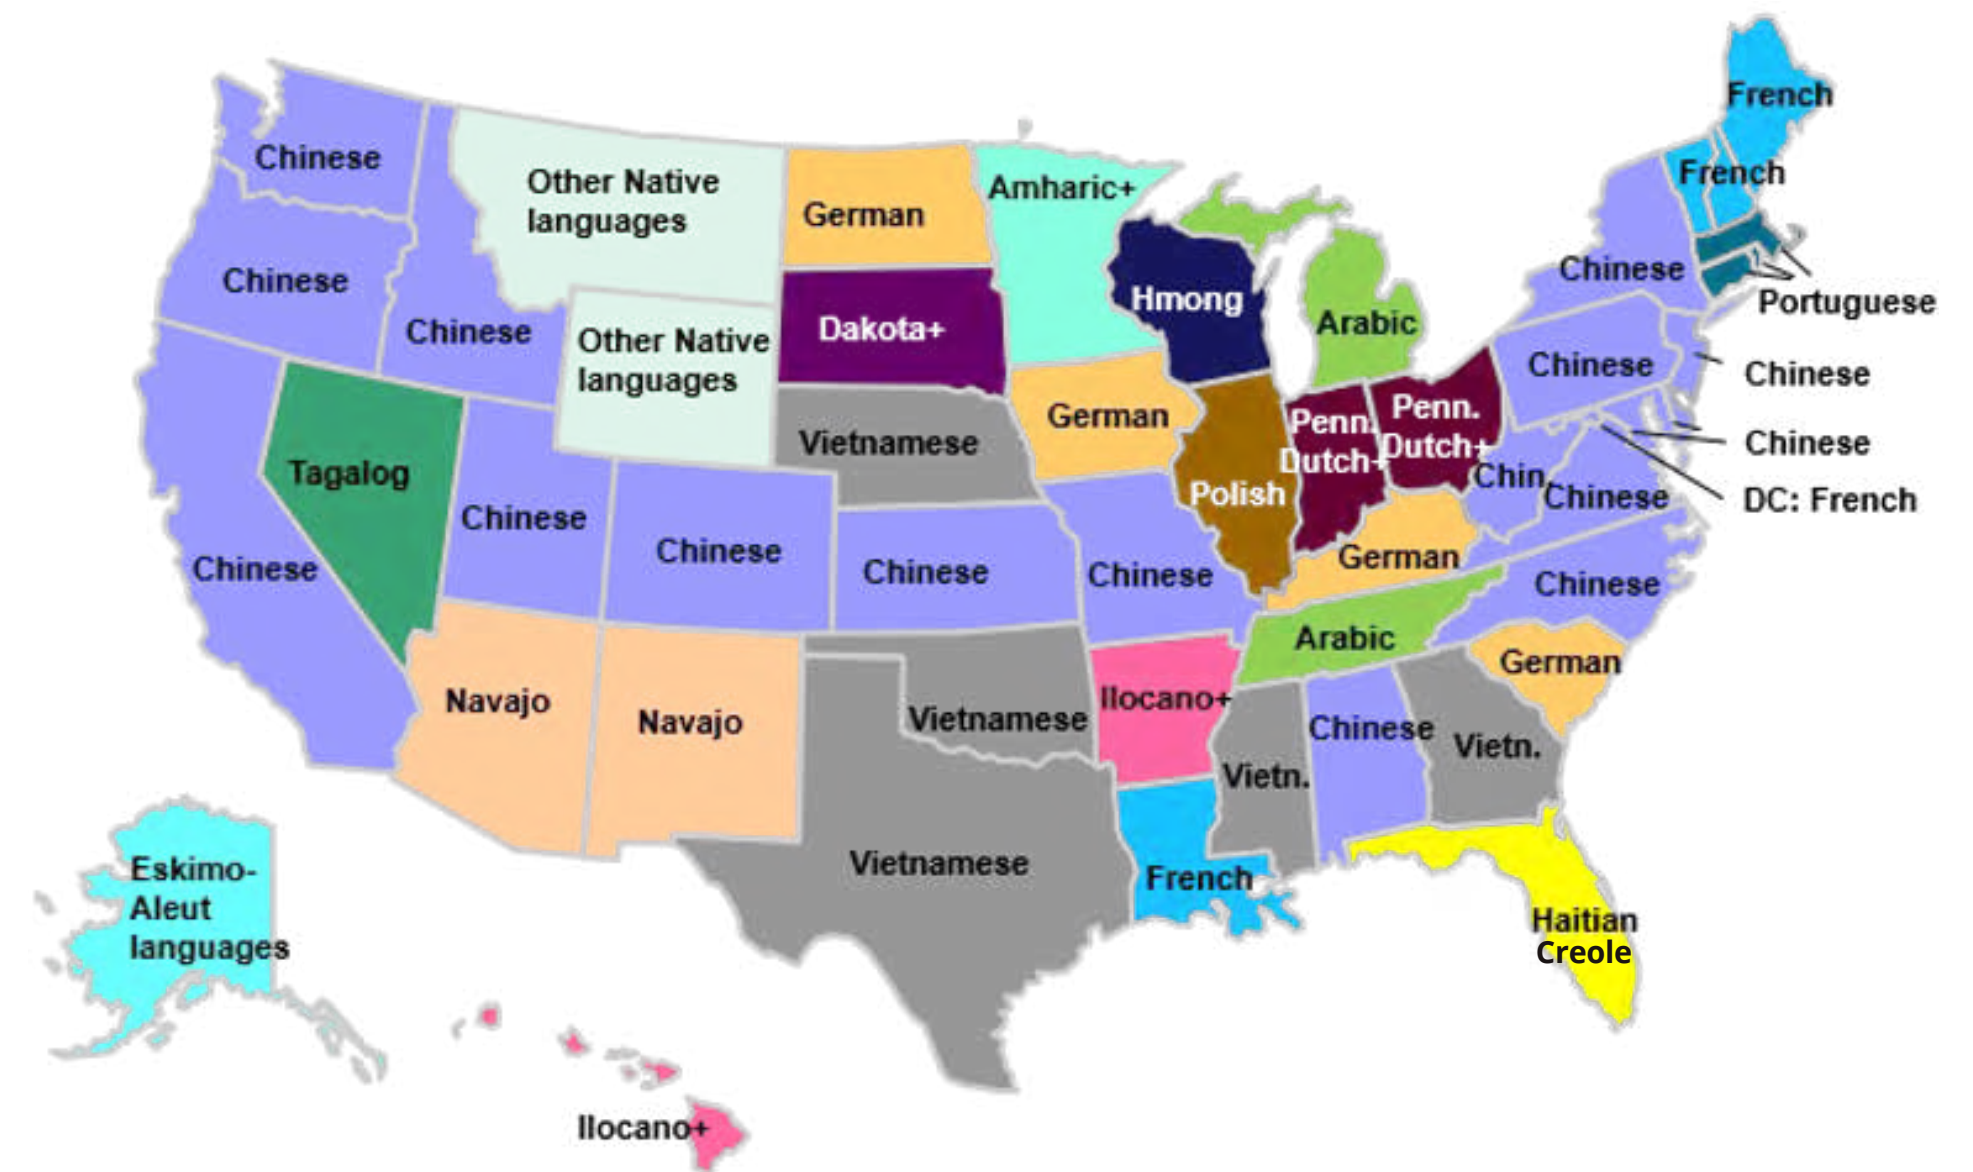 French
Chinese
Other Native
languages
German
Amharic+
French
Chinese
Chinese
Other Native
languages
Dakota+
Hmong
Arabic
Chinese
Portuguese
Chinese
Tagalog
Vietnamese
German
Polish
Penn.
Dutch+
Penn.
Dutch+
Chinese
Chinese
Chinese
DC: French
Chin.
Chinese
Chinese
Chinese
Chinese
Chinese
Chinese
German
Chinese
Navajo
Navajo
Vietnamese
Ilocano+
Arabic
German
Vietn.
Chinese
Vietn.
Vietnamese
French
Haitian
Creole
Eskimo-
Aleut
languages
Ilocano+